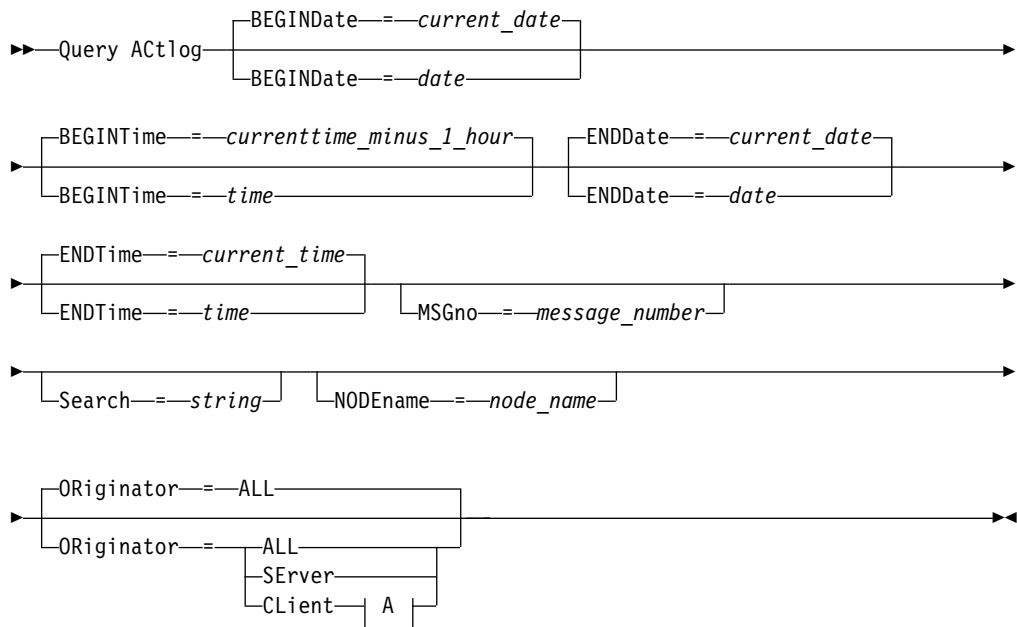 BEGINDate = current_date
Query ACtlog
BEGINDate = date
BEGINTime = currenttime_minus_1_hour ENDDate = current_date
BEGINTime = time ENDDate = date
ENDTime = current_time
ENDTime = time MSGno = message_number
Search = string NODEname = node_name
ORiginator = ALL
ORiginator = ALL
SErver
CLient A